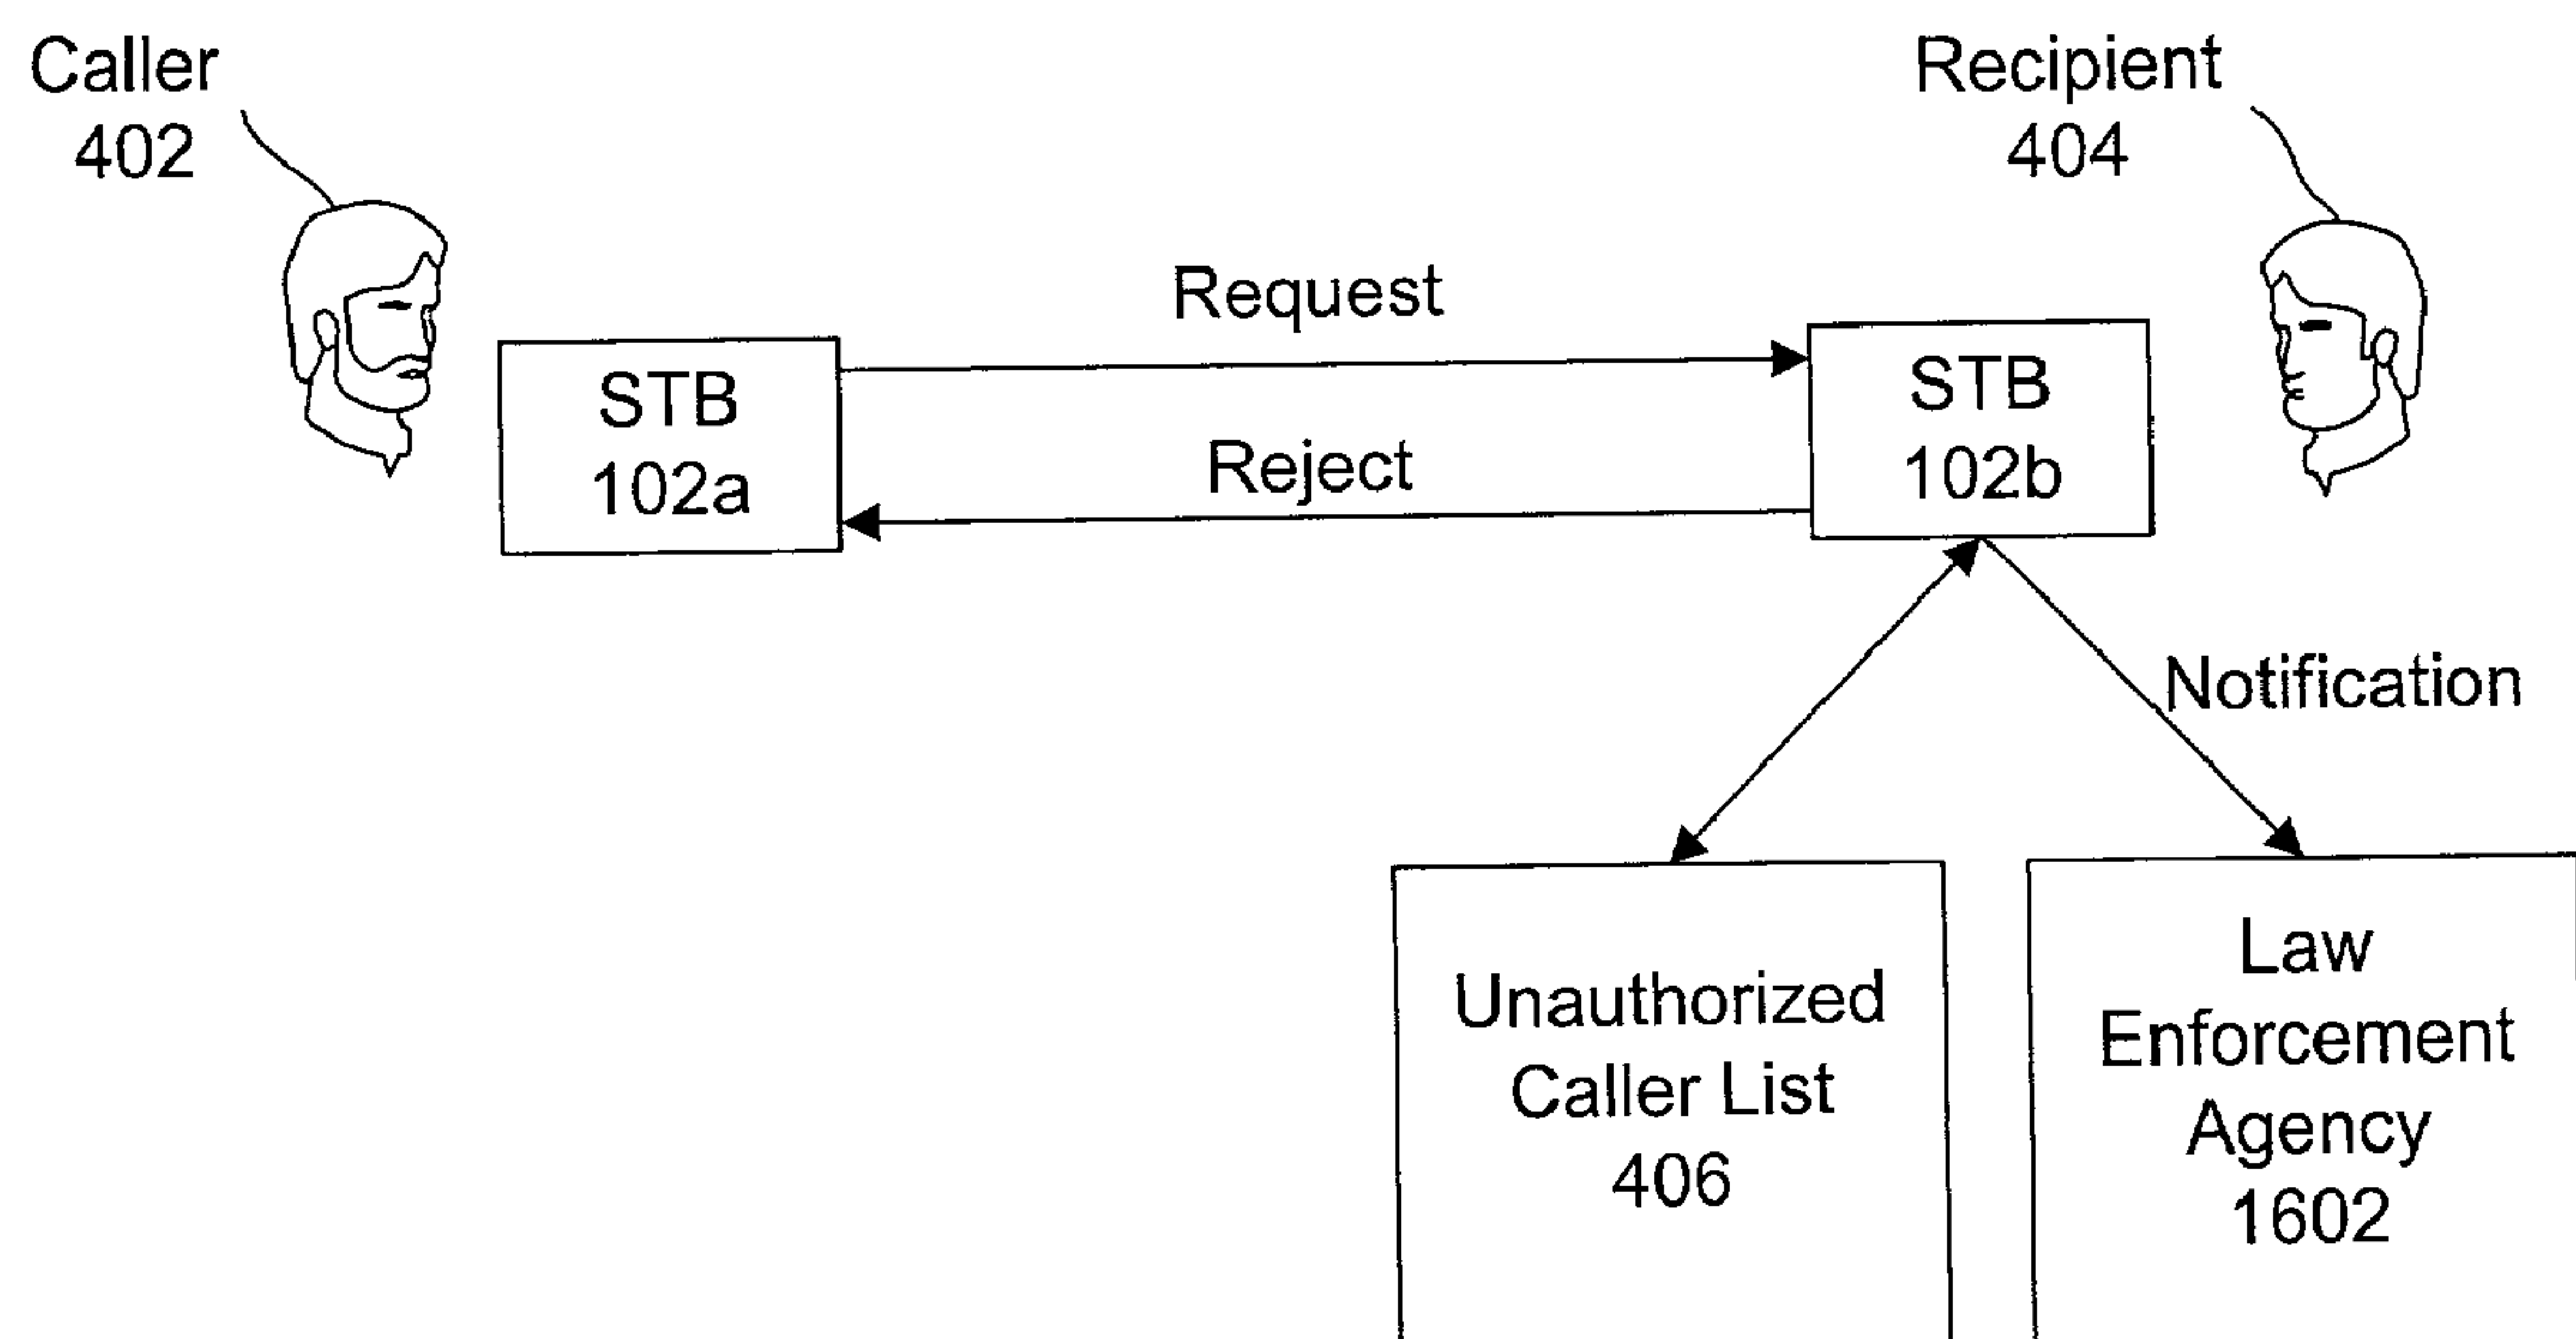 Caller
402
Recipient
404
Request
STB
102a
Reject
STB
102b
Notification
Unauthorized
Caller List
406
Law
Enforcement
Agency
1602